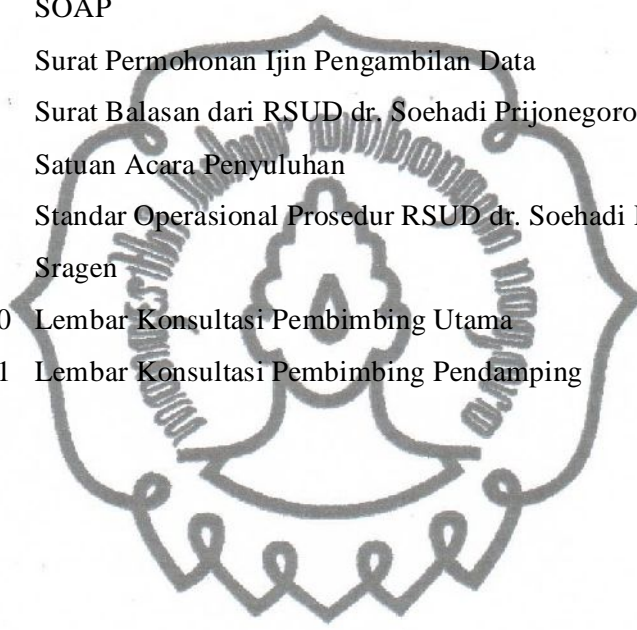 SOAP
Surat Permohonan Ijin Pengambilan Data
Surat Balasan dari RSUD dr. Soehadi Prijonegoro
Satuan Acara Penyuluhan
Standar Operasional Prosedur RSUD dr. Soehadi
Sragen
0 Lembar Konsultasi Pembimbing Utama
1 Lembar Konsultasi Pembimbing Pendamping